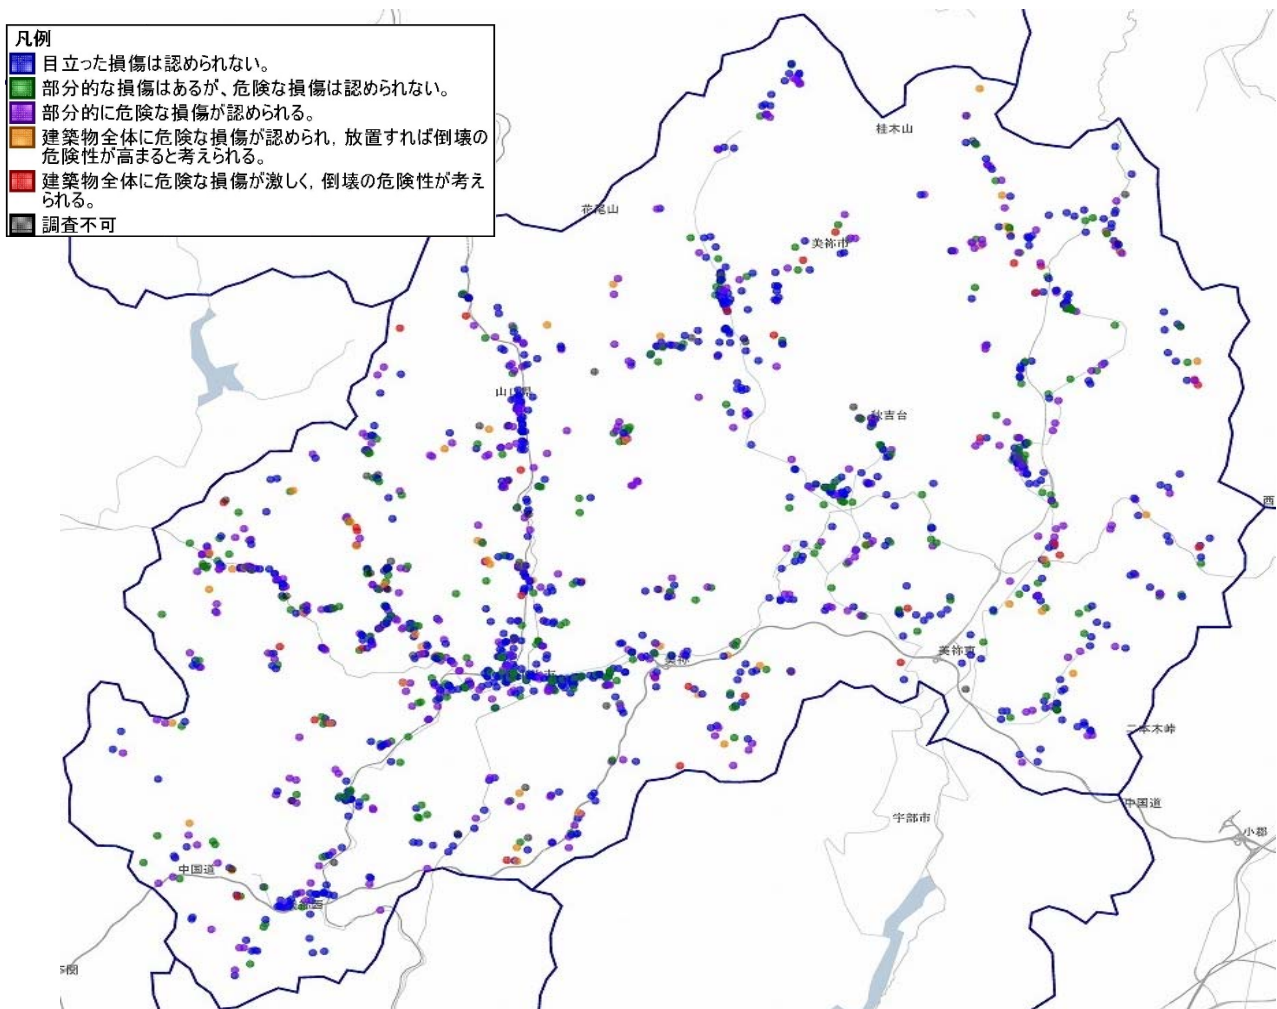 凡例
目立った損傷は認められない。
部分的な損傷はあるが、危険な損傷は認められない。
部分的に危険な損傷が認められる。
建築物全体に危険な損傷が認められ，放置すれば倒壊の
危険性が高まると考えられる。
建築物全体に危険な損傷が激しく，倒壊の危険性が考え
られる。
調査不可
桂木山
花尾山
美祢市
山口県
秋吉台
西
美祢
美祢市
二本木峠
中国道
宇部市
小郡
中国道